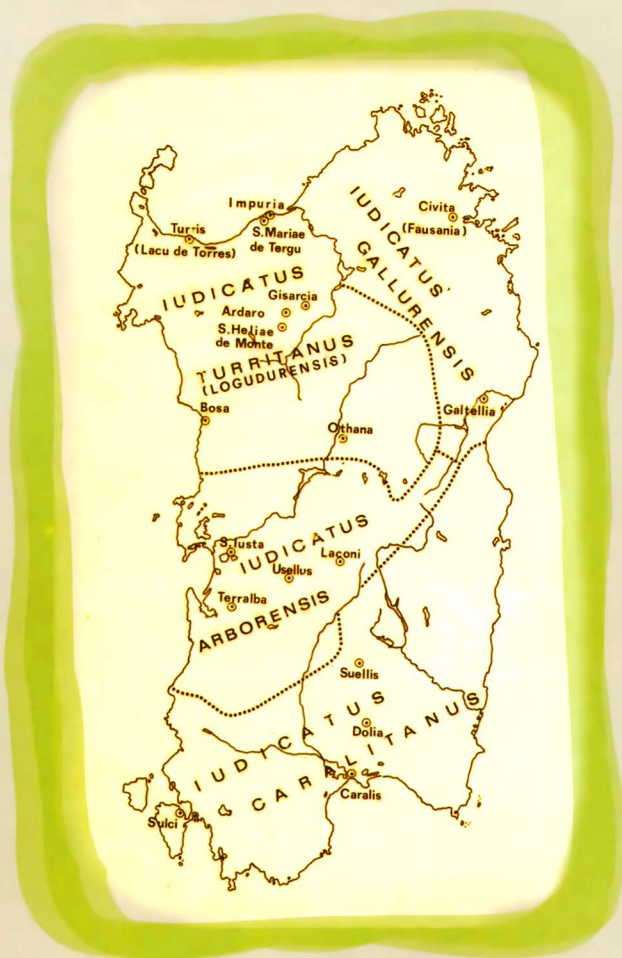 Impuria
S.Mariae
de Tergu
Turris
(Lacu de Torres)
Civita
(Fausania)
IUDICATUS
GALLURENSIS
IUDICATUS
TURRITANUS
(LOGUDURENSIS)
Gisarcia
Ardaro
S.Heliae
de Monte
Bosa
Othana
Galtellia
S.Iusta
IUDICATUS
ARBORENSIS
Laconi
Usellus
Terralba
Suellis
IUDICATUS
CARALITANUS
Dolia
Caralis
Sulci